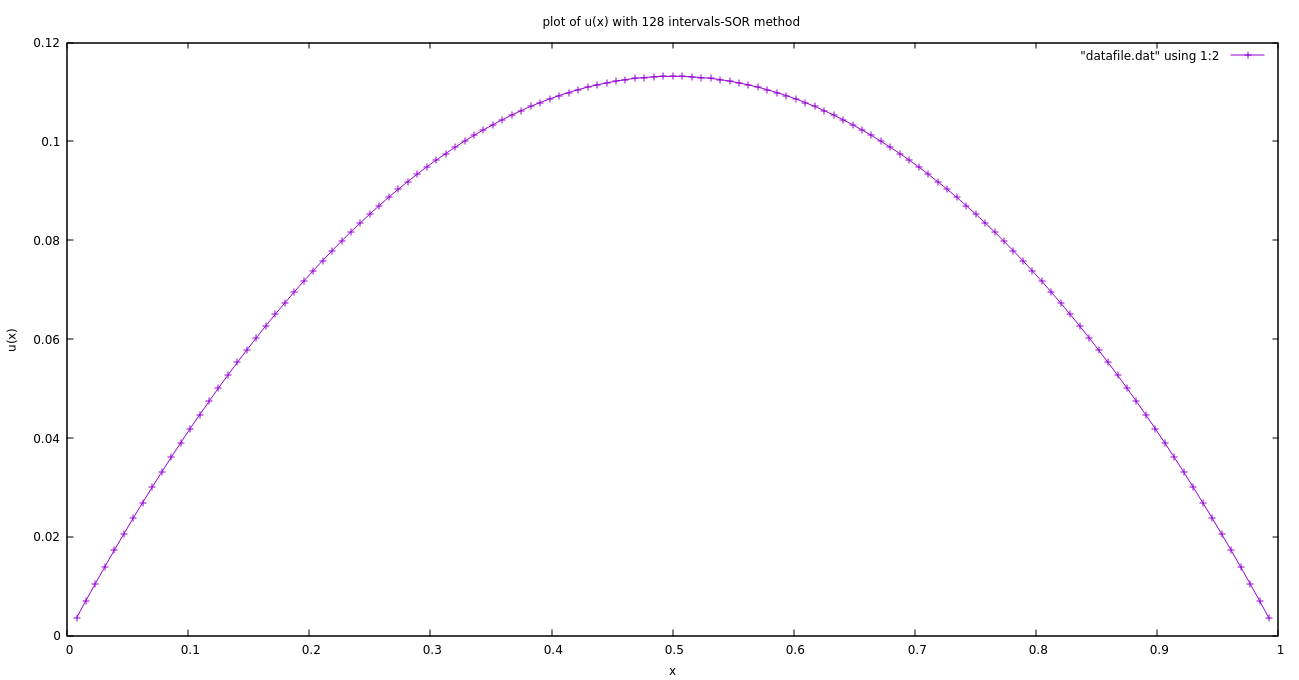 plot of u(x) with 128 intervals-SOR method
"datafile.dat" using 1:2
0.12
0.1
0.08
0.06
0.04
0.02
0
u(x)
0 0.1 0.2 0.3 0.4 0.5 0.6 0.7 0.8 0.9 1
x